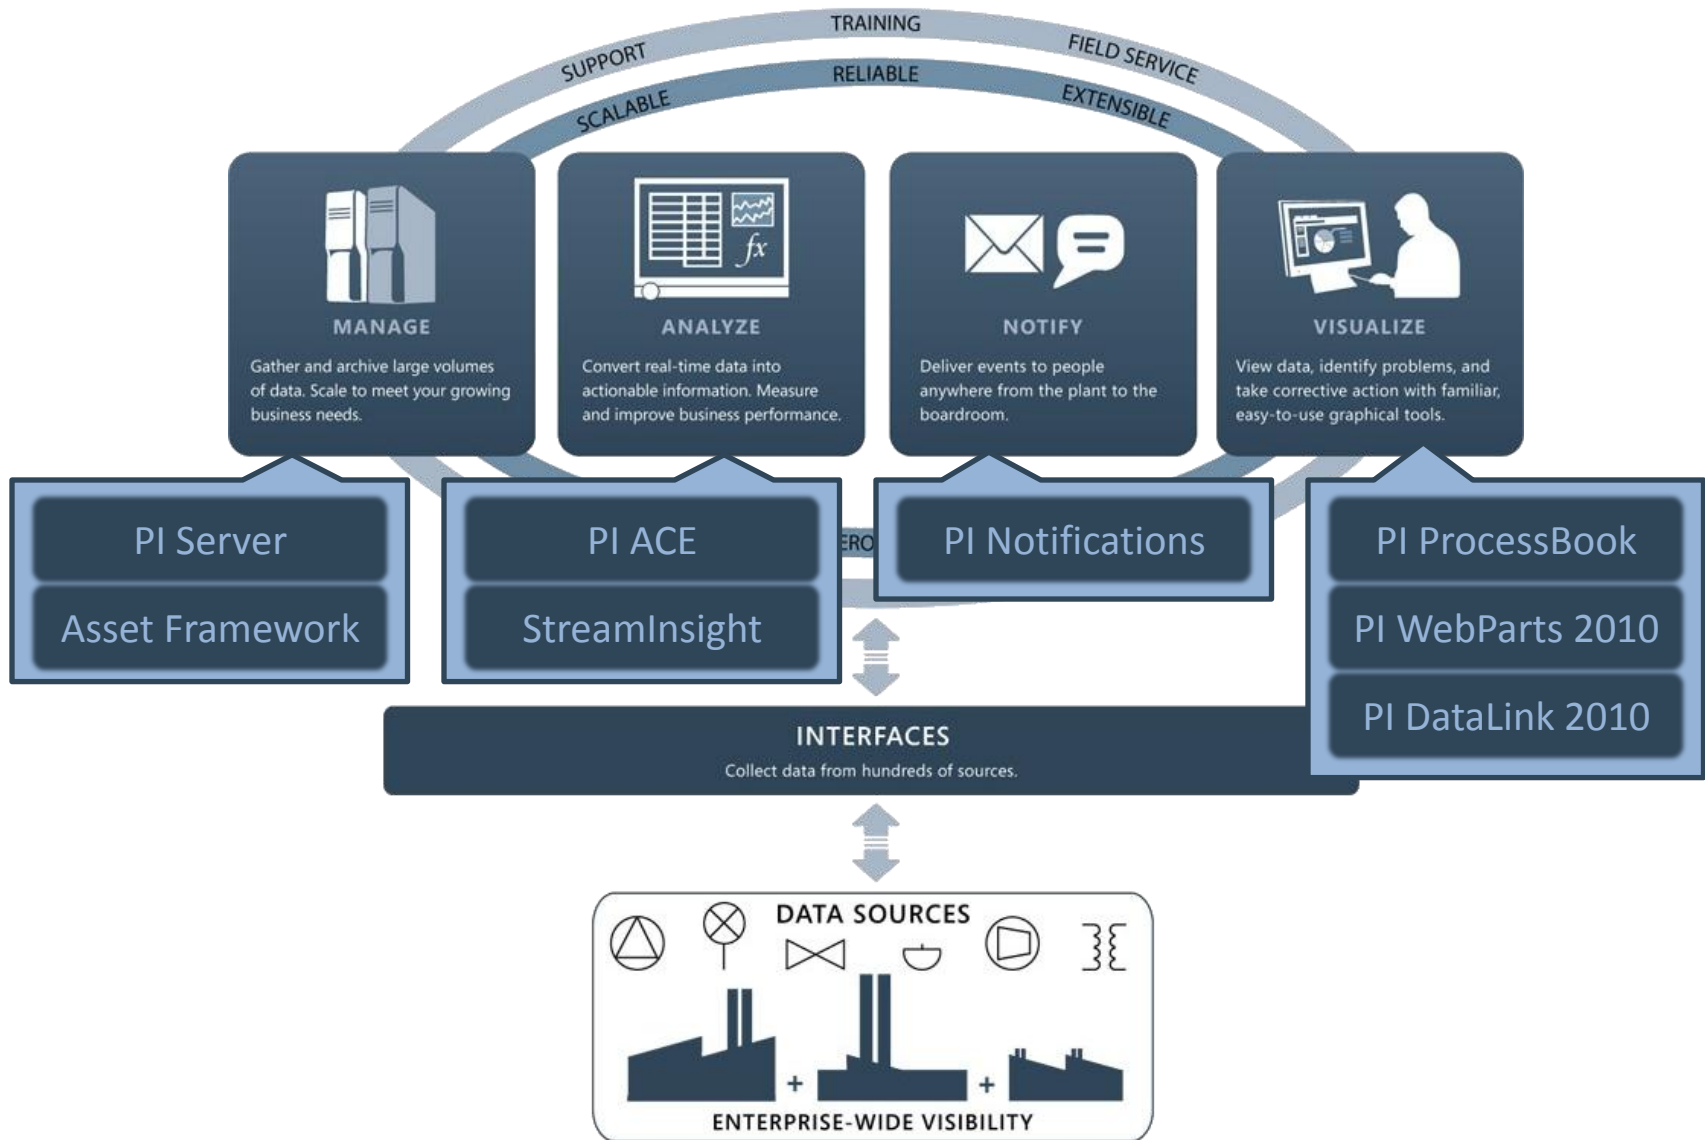 TRAINING
SUPPORT
FIELD SERVICE
RELIABLE
SCALABLE
EXTENSIBLE
fx
MANAGE
Gather and archive large volumes
of data. Scale to meet your growing
business needs.
ANALYZE
Convert real-time data into
actionable information. Measure
and improve business performance.
NOTIFY
Deliver events to people
anywhere from the plant to the
boardroom.
VISUALIZE
View data, identify problems, and
take corrective action with familiar,
easy-to-use graphical tools.
PI Server
Asset Framework
PI ACE
StreamInsight
PI Notifications
PI ProcessBook
PI WebParts 2010
PI DataLink 2010
INTERFACES
Collect data from hundreds of sources.
DATA SOURCES
+
+
ENTERPRISE-WIDE VISIBILITY